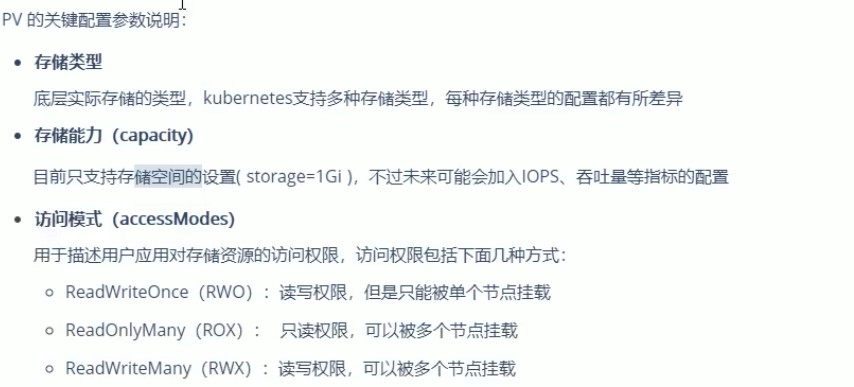 PV 的关键配置参数说明：
存储类型
底层实际存储的类型，kubernetes支持多种存储类型，每种存储类型的配置都有所差异
存储能力（capacity)
目前只支持存储空间的设置( storage=1Gi )，不过未来可能会加入IOPS、吞吐量等指标的配置
访问模式（accessModes)
用于描述用户应用对存储资源的访问权限，访问权限包括下面几种方式：
ReadWriteOnce（RWO）：读写权限，但是只能被单个节点挂载
ReadOnlyMany（ROX）： 只读权限，可以被多个节点挂载
ReadWriteMany（RWX）：读写权限，可以被多个节点挂载